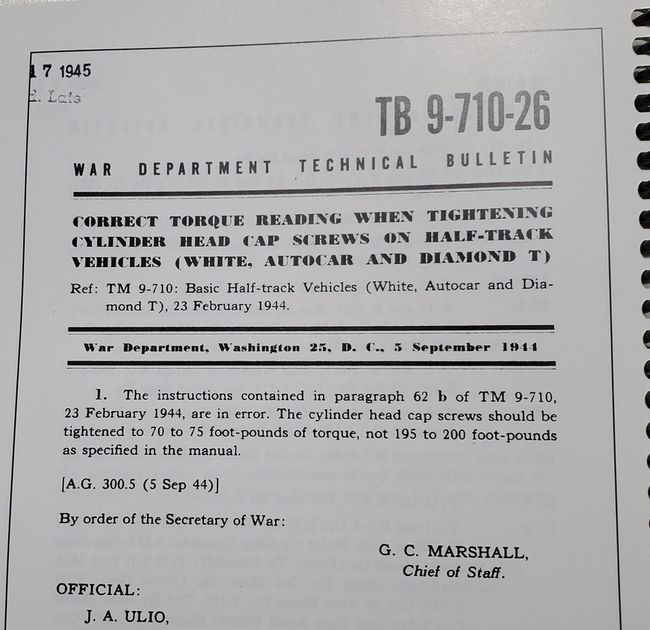 17 1945
TB 9-710-26
WAR DEPARTMENT TECHNICAL BULLETIN
CORRECT TORQUE READING WHEN TIGHTENING
CYLINDER HEAD CAP SCREWS ON HALF-TRACK
VEHICLES (WHITE, AUTOCAR AND DIAMOND T)
Ref: TM 9-710: Basic Half-track Vehicles (White, Autocar and Dia-
mond T), 23 February 1944.
War Department, Washington 25, D. C., 5 September 1944
1. The instructions contained in paragraph 62 b of TM 9-710,
23 February 1944, are in error. The cylinder head cap screws should be
tightened to 70 to 75 foot-pounds of torque, not 195 to 200 foot-pounds
as specified in the manual.
[A.G. 300.5 (5 Sep 44)]
By order of the Secretary of War:
G. C. MARSHALL,
Chief of Staff.
OFFICIAL:
J. A. ULIO,